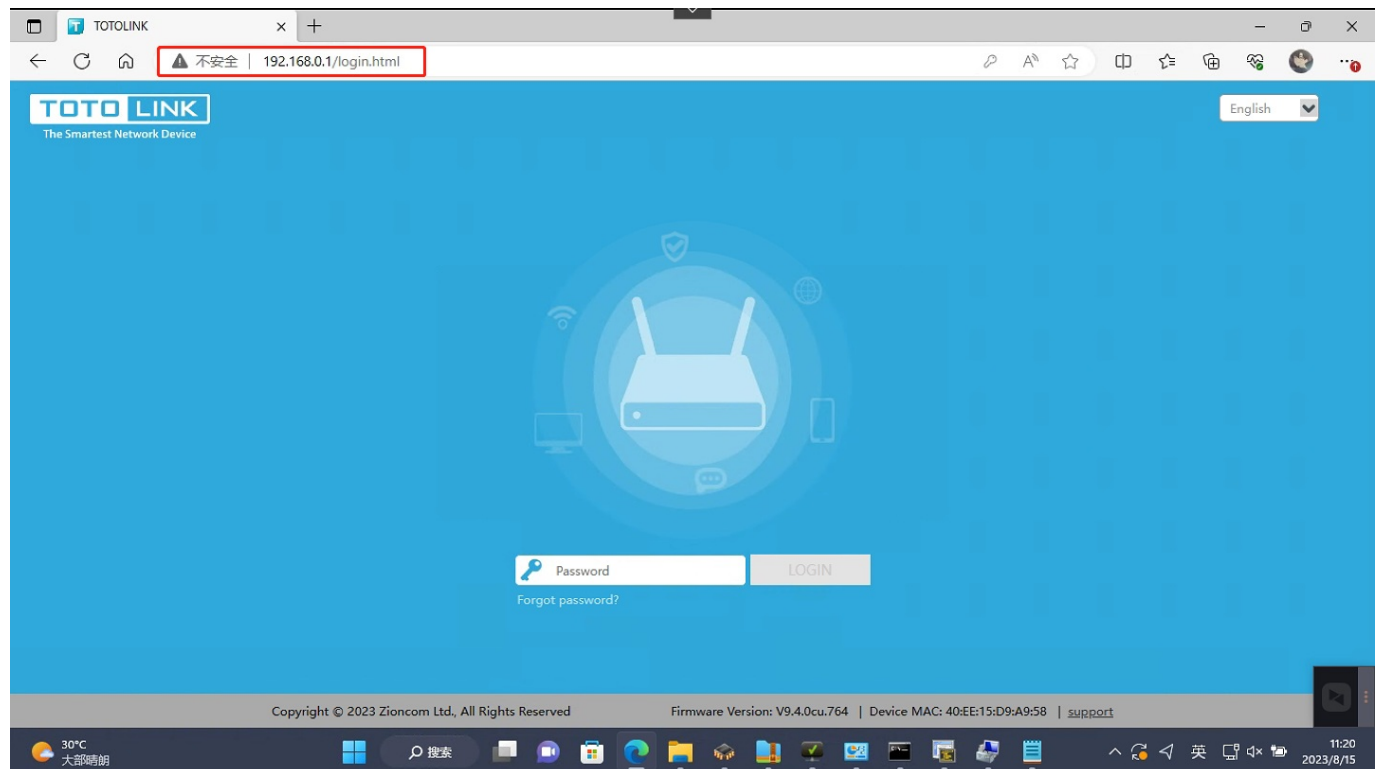 TOTOLINK
不安全 | 192.168.0.1/login.html
TOTO LINK
The Smartest Network Device
English
Password
LOGIN
Forgot password?
Copyright © 2023 Zioncom Ltd., All Rights Reserved
Firmware Version: V9.4.0cu.764 | Device MAC: 40:EE:15:D9:A9:58 | support
30°C
大部晴朗
搜索
英
11:20
2023/8/15